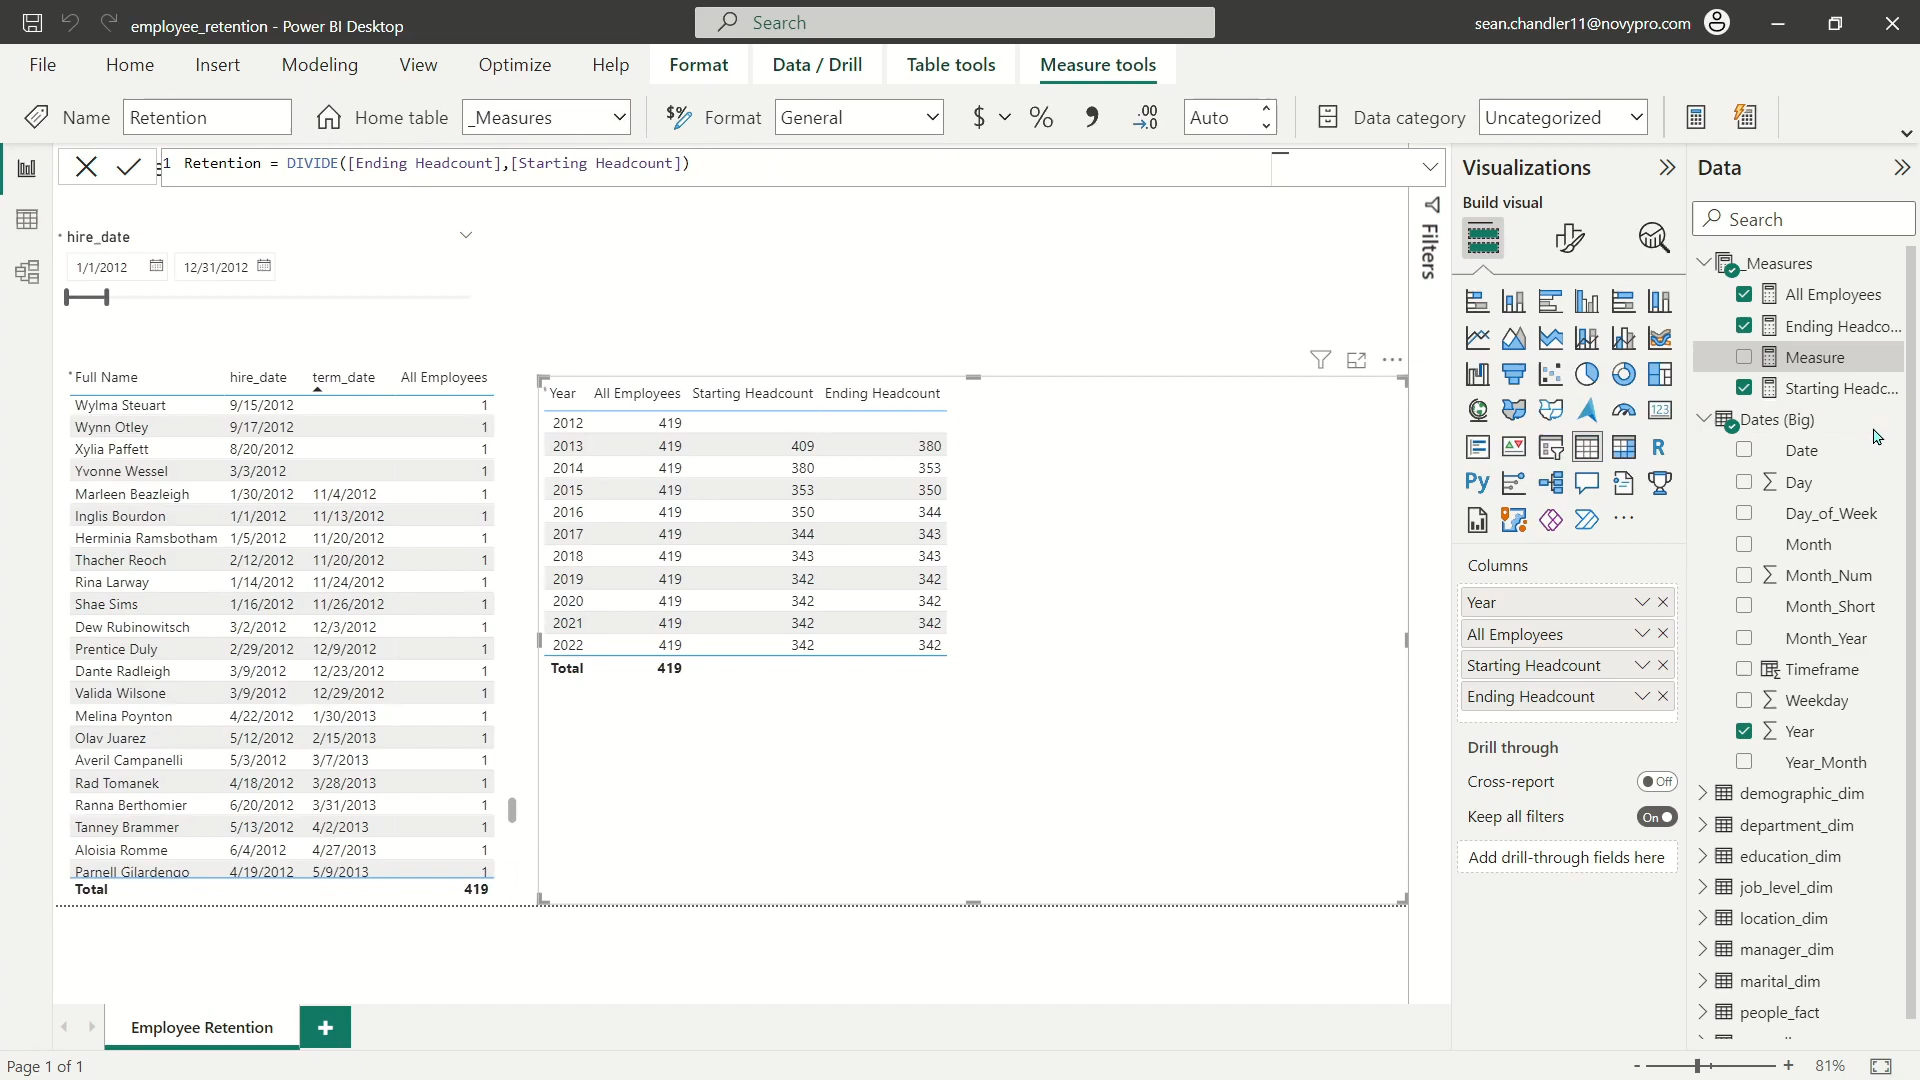 employee_retention - Power BI Desktop
Search
sean.chandler11@novypro.com
File Home Insert Modeling View Optimize Help Format Data / Drill Table tools Measure tools
Name Retention Home table _Measures Format General $ % Auto Data category Uncategorized
1 Retention = DIVIDE([Ending Headcount],[Starting Headcount])
hire_date
1/1/2012 12/31/2012
Full Name hire_date term_date All Employees
Wylma Steuart 9/15/2012 1
Wynn Otley 9/17/2012 1
Xylia Paffett 8/20/2012 1
Yvonne Wessel 3/3/2012 1
Marleen Beazleigh 1/30/2012 11/4/2012 1
Inglis Bourdon 1/1/2012 11/13/2012 1
Herminia Ramsbotham 1/5/2012 11/20/2012 1
Thacher Reoch 2/12/2012 11/20/2012 1
Rina Larway 1/14/2012 11/24/2012 1
Shae Sims 1/16/2012 11/26/2012 1
Dew Rubinowitsch 3/2/2012 12/3/2012 1
Prentice Duly 2/29/2012 12/9/2012 1
Dante Radleigh 3/9/2012 12/23/2012 1
Valida Wilsone 3/9/2012 12/29/2012 1
Melina Poynton 4/22/2012 1/30/2013 1
Olav Juarez 5/12/2012 2/15/2013 1
Averil Campanelli 5/3/2012 3/7/2013 1
Rad Tomanek 4/18/2012 3/28/2013 1
Ranna Berthomier 6/20/2012 3/31/2013 1
Tanney Brammer 5/13/2012 4/2/2013 1
Aloisia Romme 6/4/2012 4/27/2013 1
Parnell Gilardengo 4/19/2012 5/9/2013 1
Total 419
Year All Employees Starting Headcount Ending Headcount
2012 419
2013 419 409 380
2014 419 380 353
2015 419 353 350
2016 419 350 344
2017 419 344 343
2018 419 343 343
2019 419 342 342
2020 419 342 342
2021 419 342 342
2022 419 342 342
Total 419
Filters
Visualizations
Build visual
123
R
Py
Columns
Year
All Employees
Starting Headcount
Ending Headcount
Drill through
Cross-report Off
Keep all filters On
Add drill-through fields here
Data
Search
_Measures
All Employees
Ending Headco...
Measure
Starting Headc...
Dates (Big)
Date
Day
Day_of_Week
Month
Month_Num
Month_Short
Month_Year
Timeframe
Weekday
Year
Year_Month
demographic_dim
department_dim
education_dim
job_level_dim
location_dim
manager_dim
marital_dim
people_fact
Employee Retention
Page 1 of 1
81%